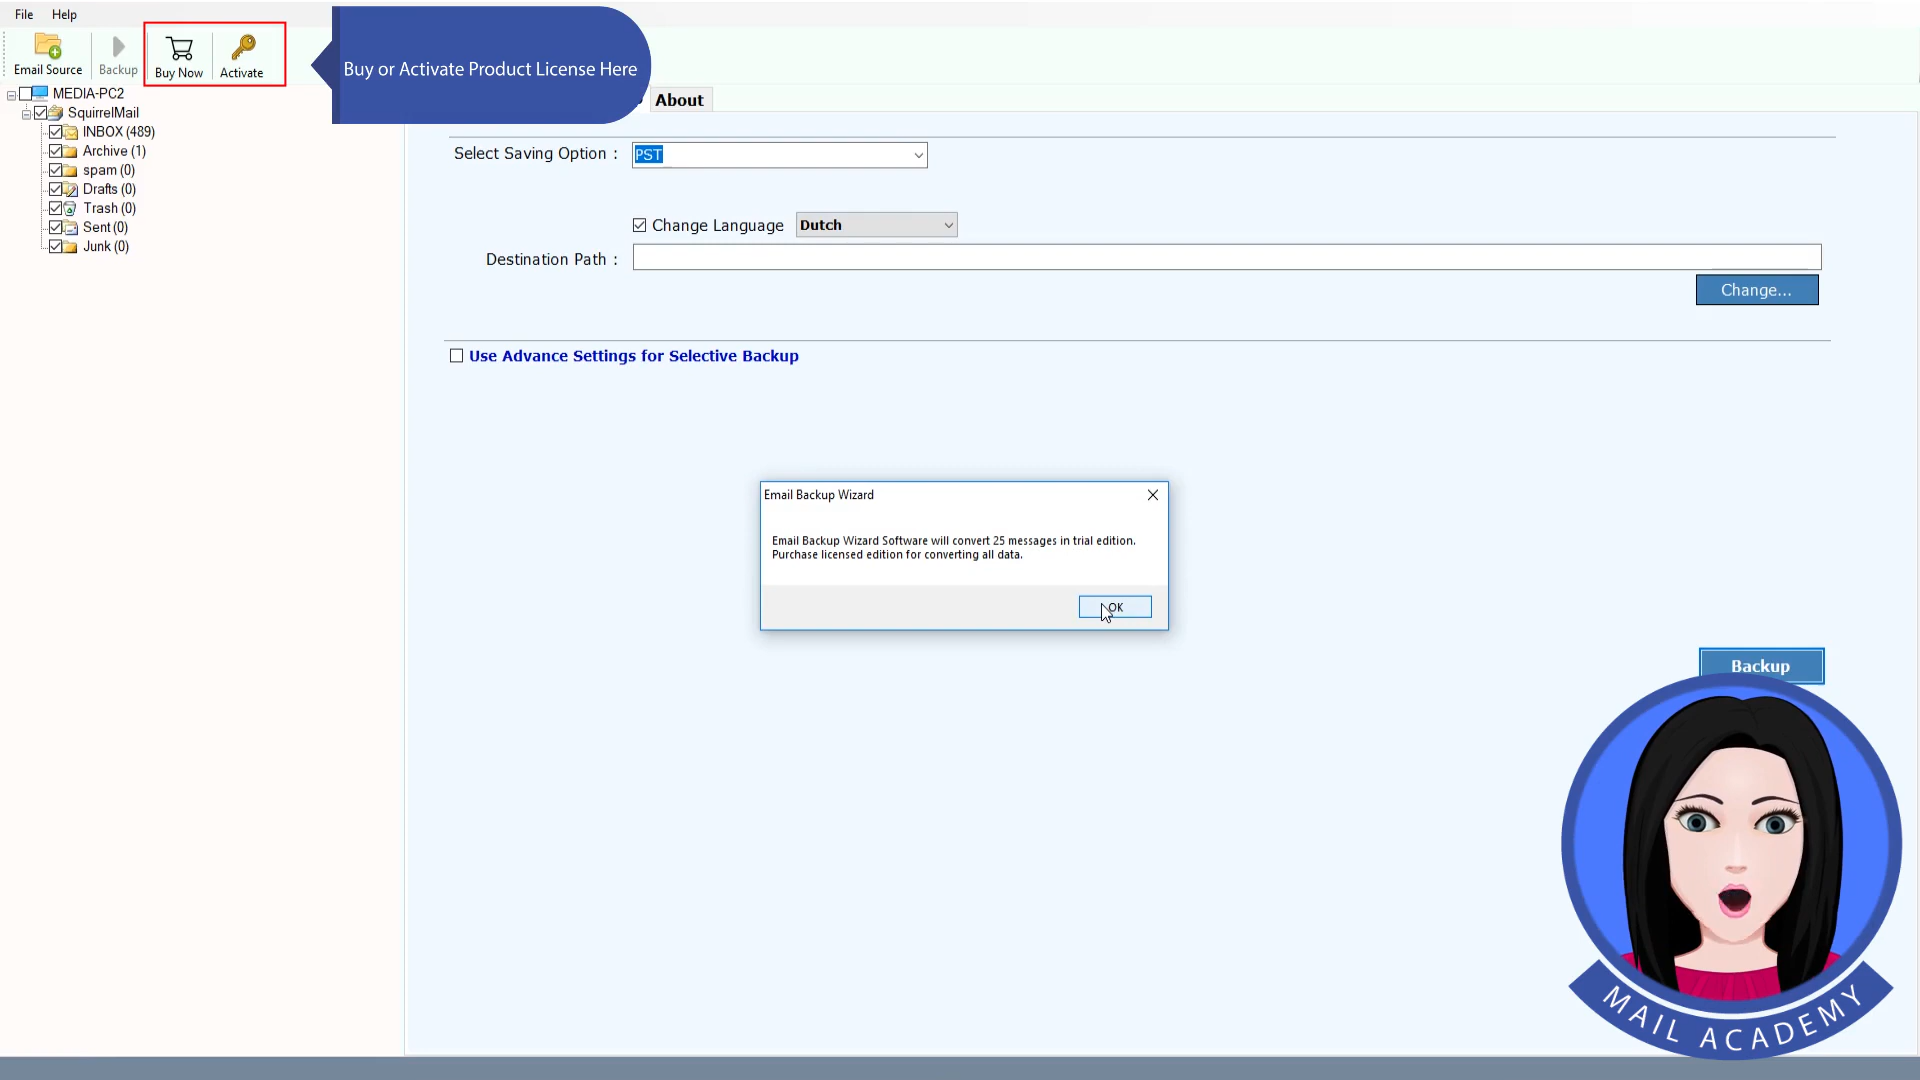 File Help
Buy or Activate Product License Here
Email Source Backup Buy Now Activate
MEDIA-PC2
SquirrelMail
INBOX (489)
Archive (1)
spam (0)
Drafts (0)
Trash (0)
Sent (0)
Junk (0)
About
Select Saving Option : PST
Change Language Dutch
Destination Path :
Change...
Use Advance Settings for Selective Backup
Email Backup Wizard
Email Backup Wizard Software will convert 25 messages in trial edition.
Purchase licensed edition for converting all data.
OK
Backup
MAIL ACADEMY